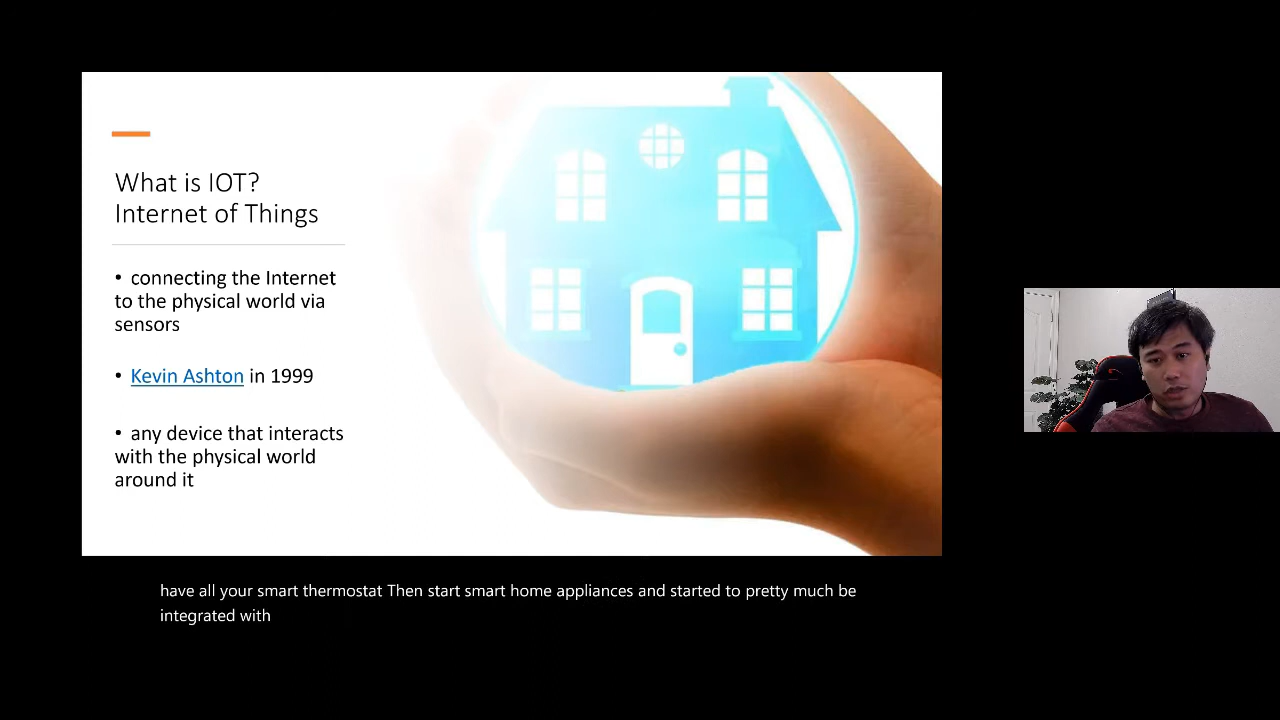 What is IOT?
Internet of Things
• connecting the Internet
to the physical world via
sensors
• Kevin Ashton in 1999
• any device that interacts
with the physical world
around it
have all your smart thermostat Then start smart home appliances and started to pretty much be
integrated with